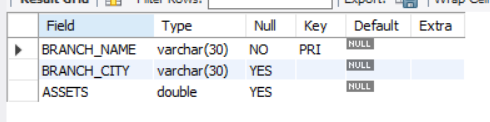 Result Grid Filter Rows: Export: Wrap Cell
Field Type Null Key Default Extra
BRANCH_NAME varchar(30) NO PRI NULL
BRANCH_CITY varchar(30) YES NULL
ASSETS double YES NULL